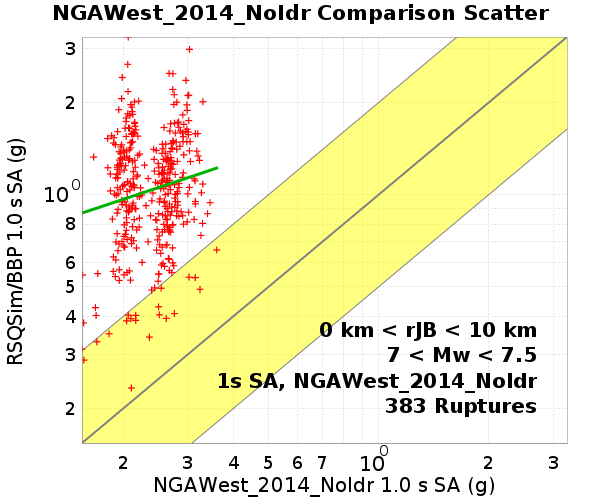 NGAWest_2014_NoIdr Comparison Scatter
RSQSim/BBP 1.0 s SA (g)
3
2
10⁰
8
6
5
4
3
2
0 km < rJB < 10 km
7 < Mw < 7.5
1s SA, NGAWest_2014_NoIdr
383 Ruptures
2 3 4 5 6 7 10⁰ 2 3
NGAWest_2014_NoIdr 1.0 s SA (g)